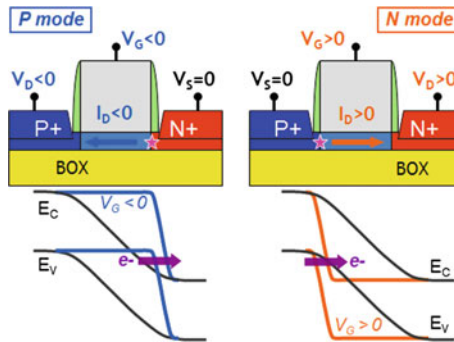 P mode
N mode
V_G<0
V_G>0
V_D<0
V_S=0
V_S=0
V_D>0
I_D<0
I_D>0
P+
N+
P+
N+
BOX
BOX
E_C
V_G < 0
E_V
e-
e-
E_C
E_V
V_G > 0